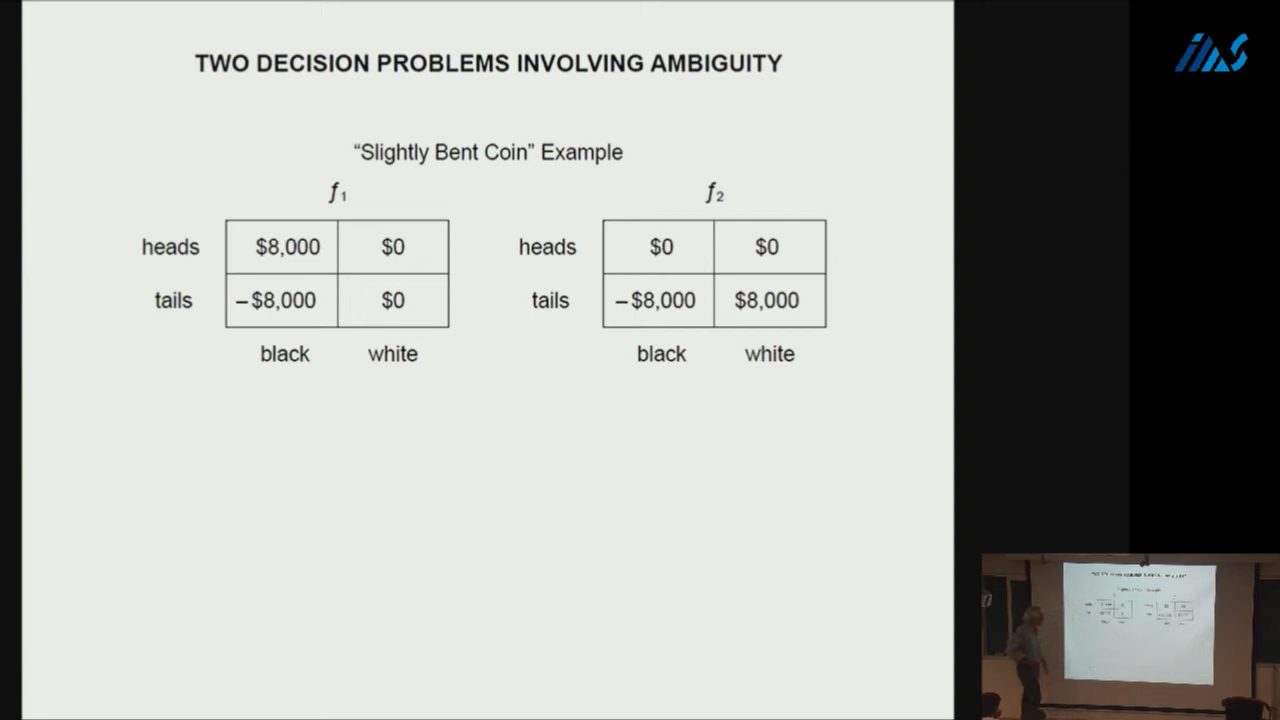 IIAS
TWO DECISION PROBLEMS INVOLVING AMBIGUITY
“Slightly Bent Coin” Example
f1 f2
heads $8,000 $0 heads $0 $0
tails –$8,000 $0 tails –$8,000 $8,000
black white black white